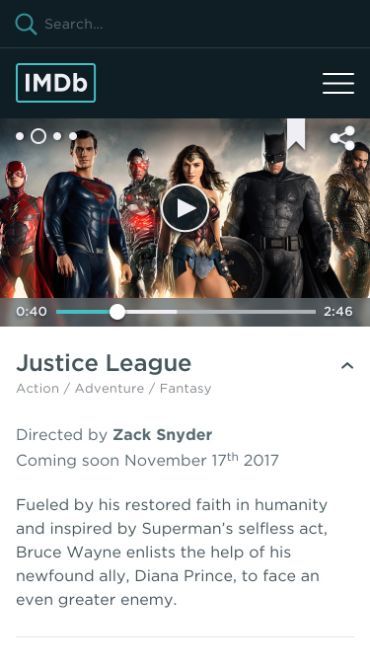 Search...
IMDb
0:40
2:46
Justice League
Action / Adventure / Fantasy
Directed by Zack Snyder
Coming soon November 17th 2017
Fueled by his restored faith in humanity
and inspired by Superman's selfless act,
Bruce Wayne enlists the help of his
newfound ally, Diana Prince, to face an
even greater enemy.